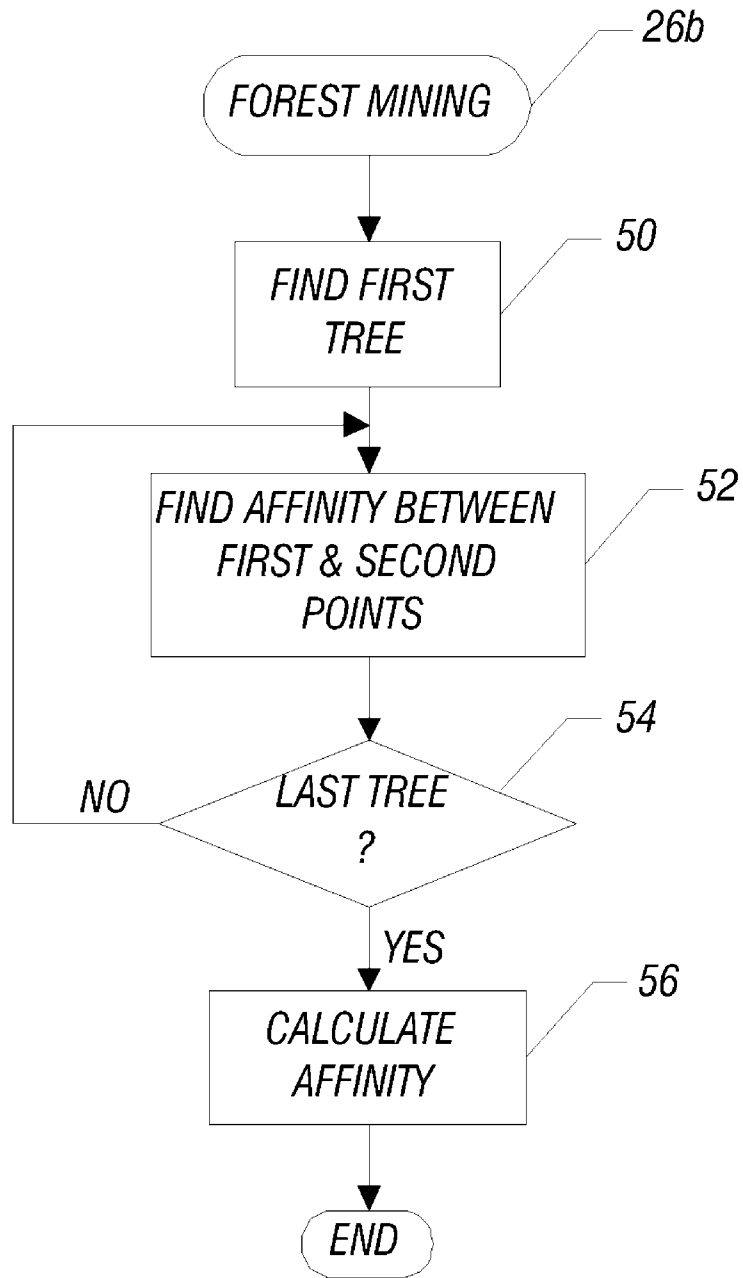 26b
FOREST MINING
50
FIND FIRST
TREE
52
FIND AFFINITY BETWEEN
FIRST & SECOND
POINTS
54
LAST TREE
?
NO
YES
56
CALCULATE
AFFINITY
END